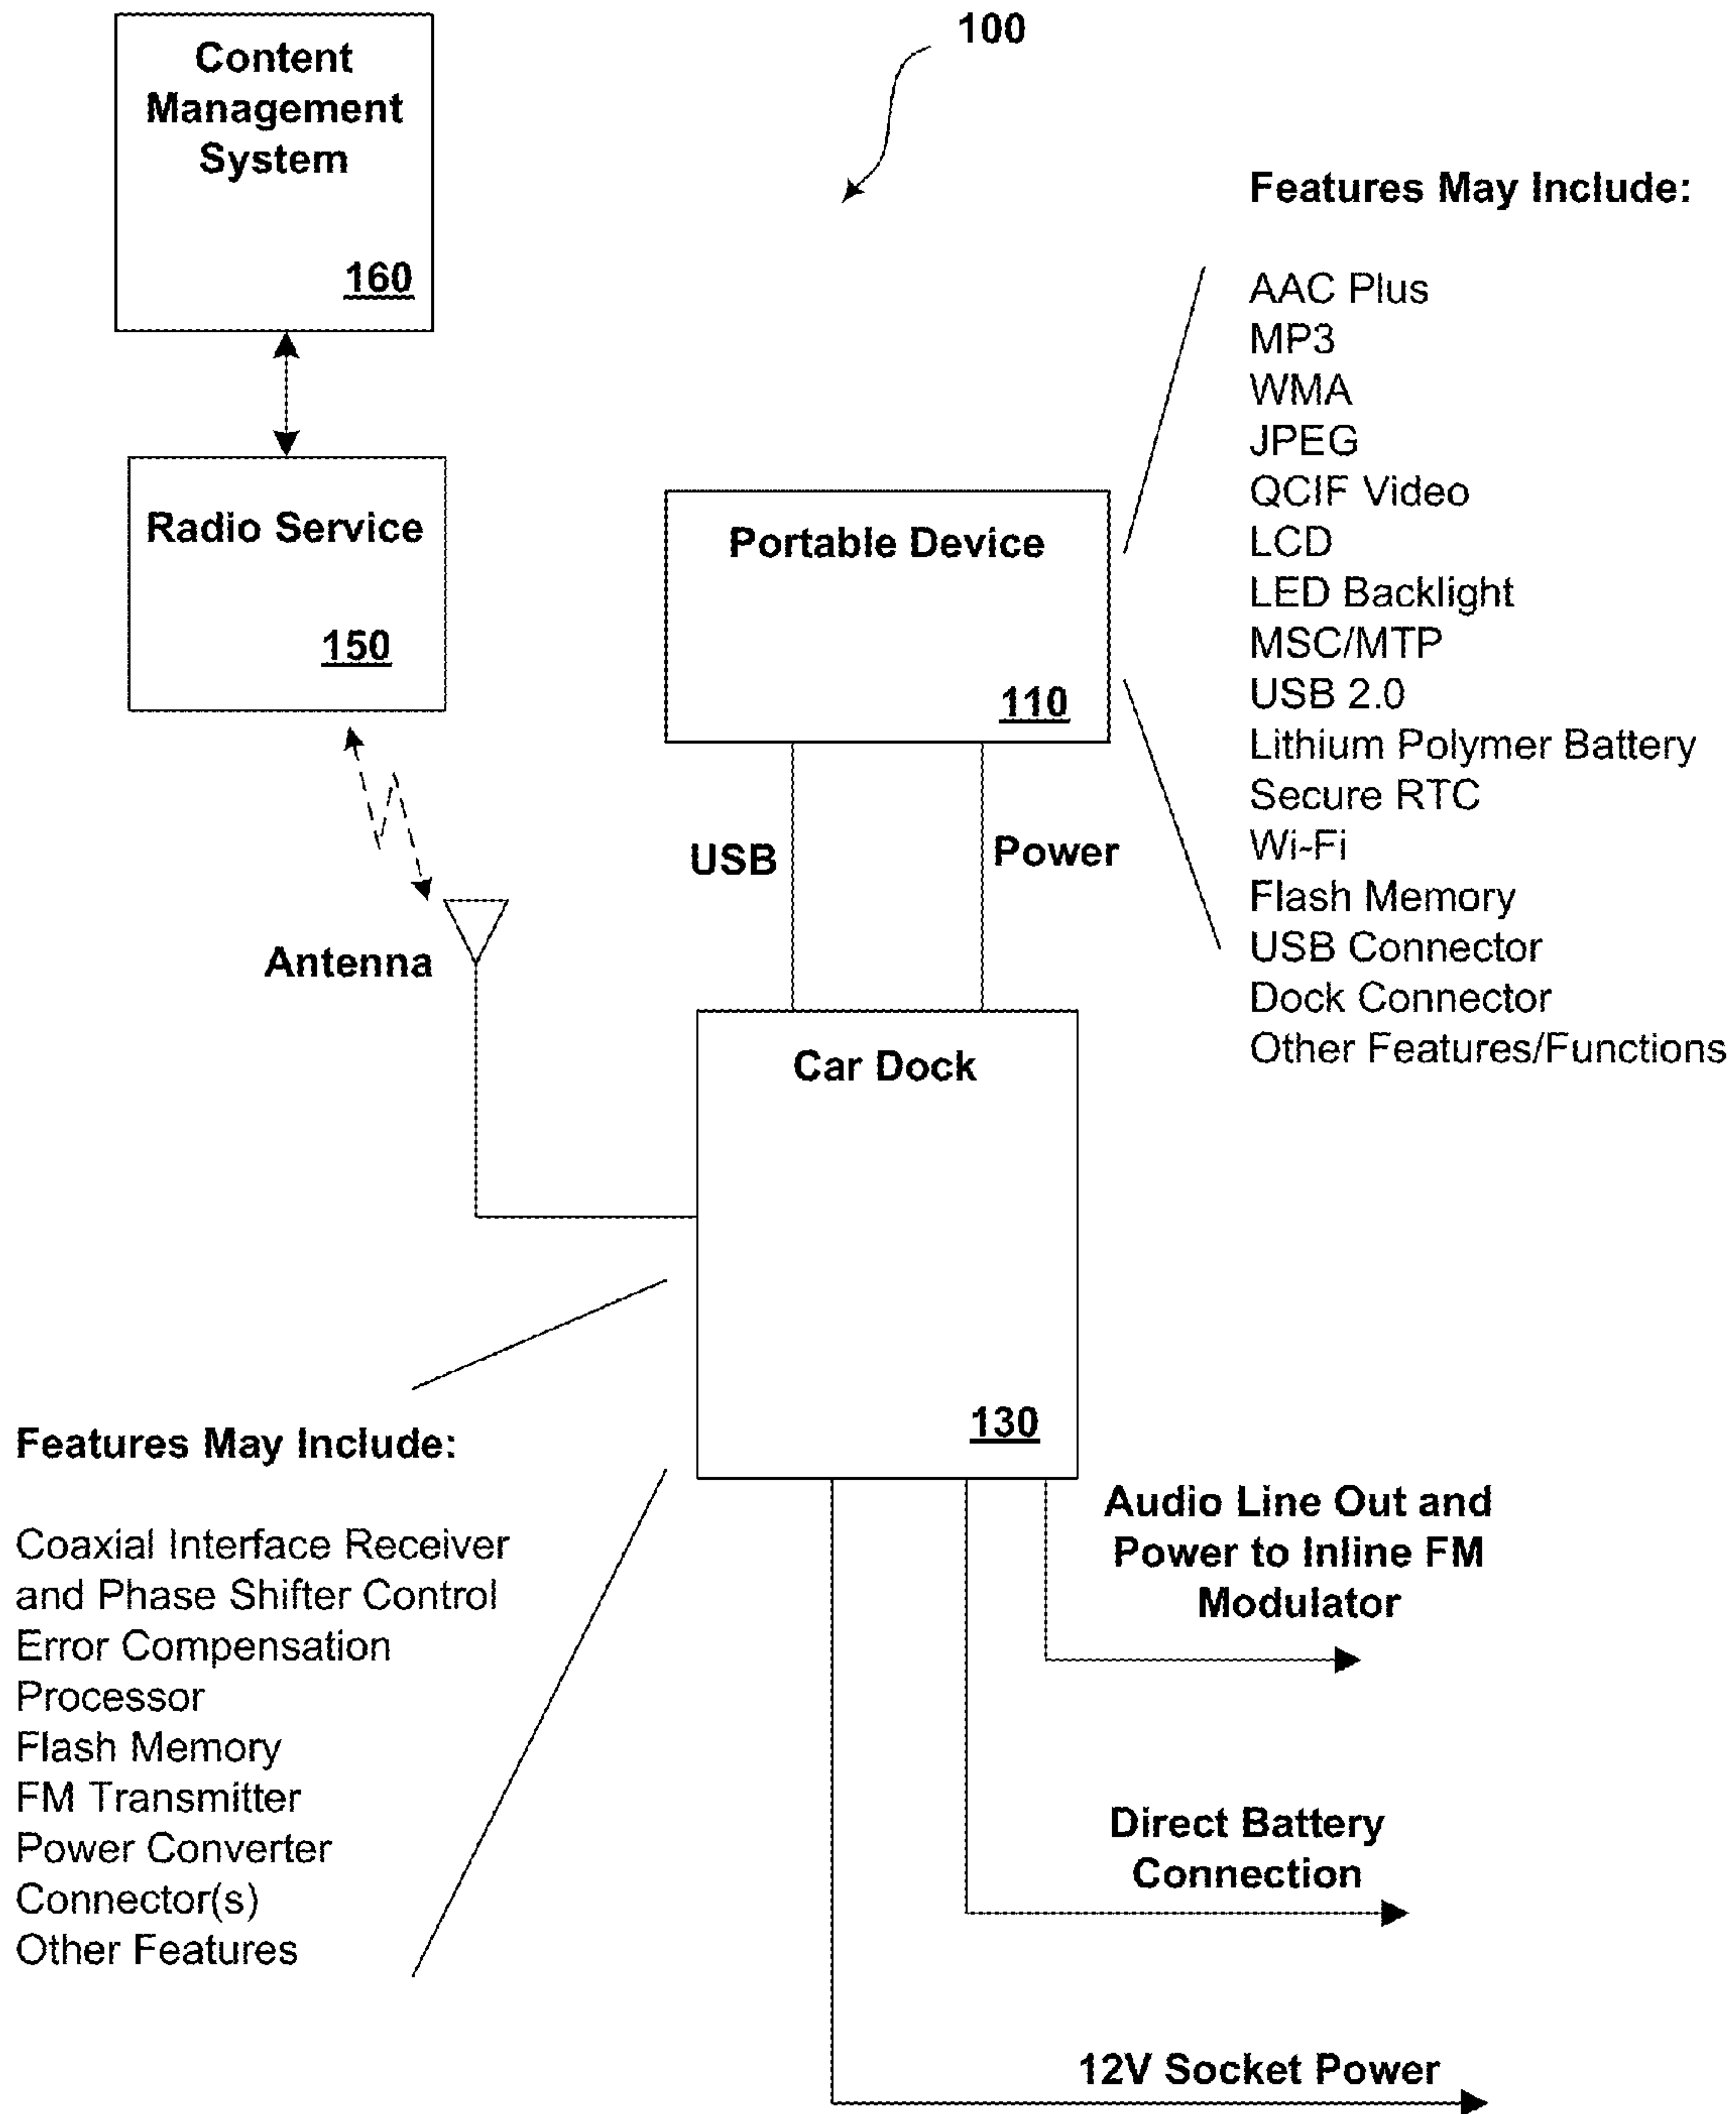 100
Content
Management
System
160
Radio Service
150
Portable Device
110
Features May Include:
AAC Plus
MP3
WMA
JPEG
QCIF Video
LCD
LED Backlight
MSC/MTP
USB 2.0
Lithium Polymer Battery
Secure RTC
Wi-Fi
Flash Memory
USB Connector
Dock Connector
Other Features/Functions
USB
Power
Antenna
Car Dock
130
Features May Include:
Coaxial Interface Receiver
and Phase Shifter Control
Error Compensation
Processor
Flash Memory
FM Transmitter
Power Converter
Connector(s)
Other Features
Audio Line Out and
Power to Inline FM
Modulator
Direct Battery
Connection
12V Socket Power